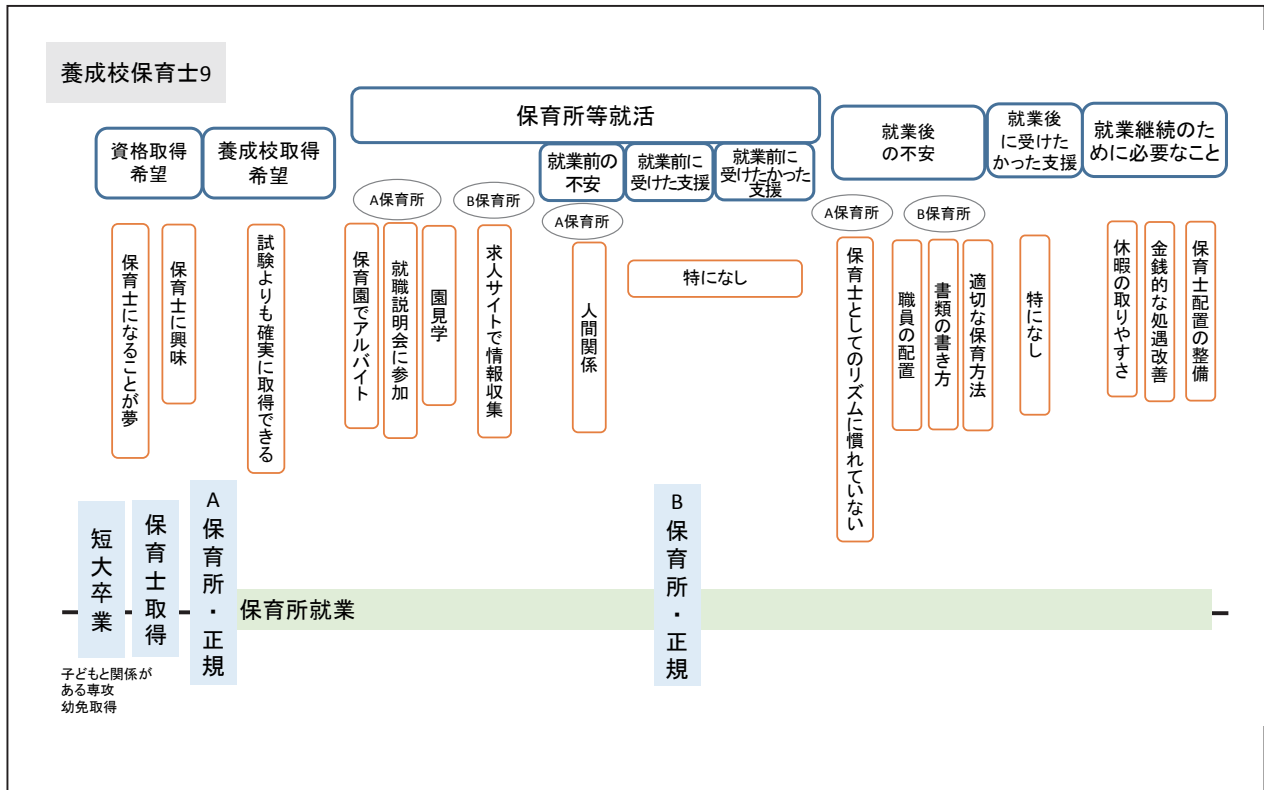 養成校保育士9
資格取得
希望
養成校取得
希望
保育所等就活
就業前の
不安
就業前に
受けた支援
就業前に
受けたかった
支援
就業後
の不安
就業後
に受けた
かった支援
就業継続のた
めに必要なこと
A保育所
B保育所
A保育所
A保育所
B保育所
保育士になることが夢
保育士に興味
試験よりも確実に取得できる
保育園でアルバイト
就職説明会に参加
園見学
求人サイトで情報収集
人間関係
特になし
保育士としてのリズムに慣れていない
職員の配置
書類の書き方
適切な保育方法
特になし
休暇の取りやすさ
金銭的な処遇改善
保育士配置の整備
短大卒業
保育士取得
A保育所・正規
保育所就業
B保育所・正規
子どもと関係が
ある専攻
幼免取得